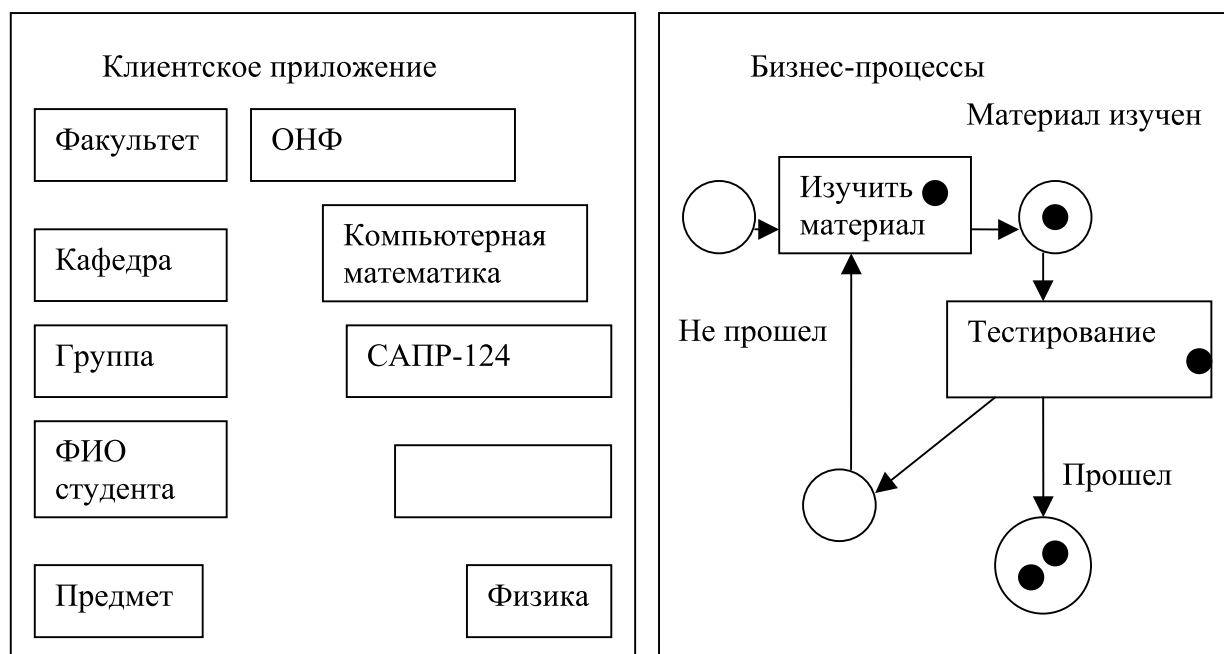 Клиентское приложение
Факультет
ОНФ
Кафедра
Компьютерная
математика
Группа
САПР-124
ФИО
студента
Предмет
Физика
Бизнес-процессы
Материал изучен
Изучить
материал
Не прошел
Тестирование
Прошел